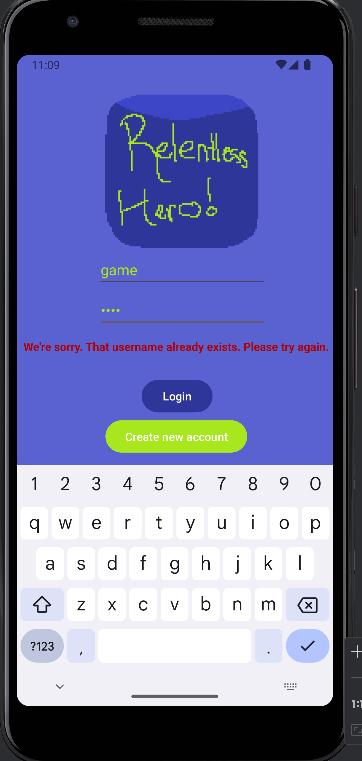 11:09
Relentless
Hero!
game
••••
We're sorry. That username already exists. Please try again.
Login
Create new account
1 2 3 4 5 6 7 8 9 0
q w e r t y u i o p
a s d f g h j k l
z x c v b n m
?123 , .